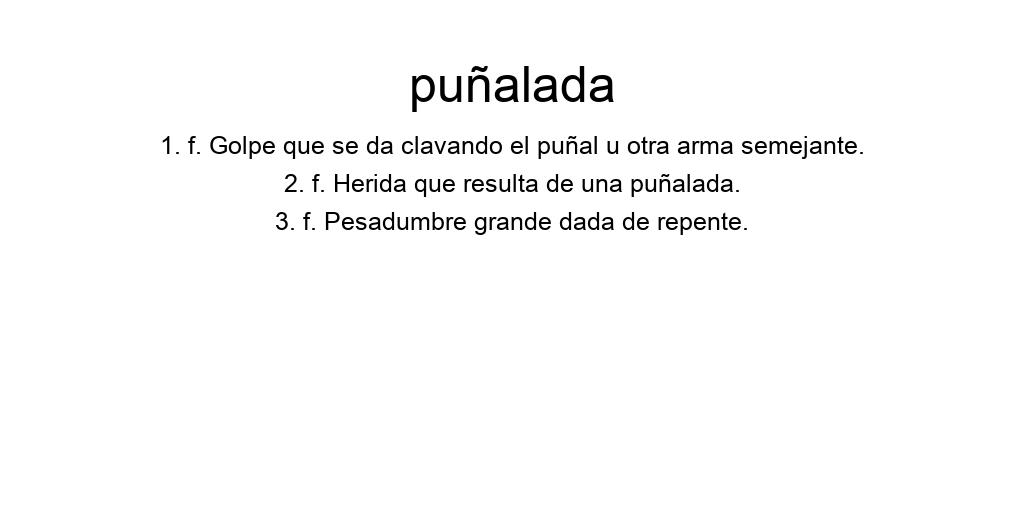 puñalada
1. f. Golpe que se da clavando el puñal u otra arma semejante.
2. f. Herida que resulta de una puñalada.
3. f. Pesadumbre grande dada de repente.